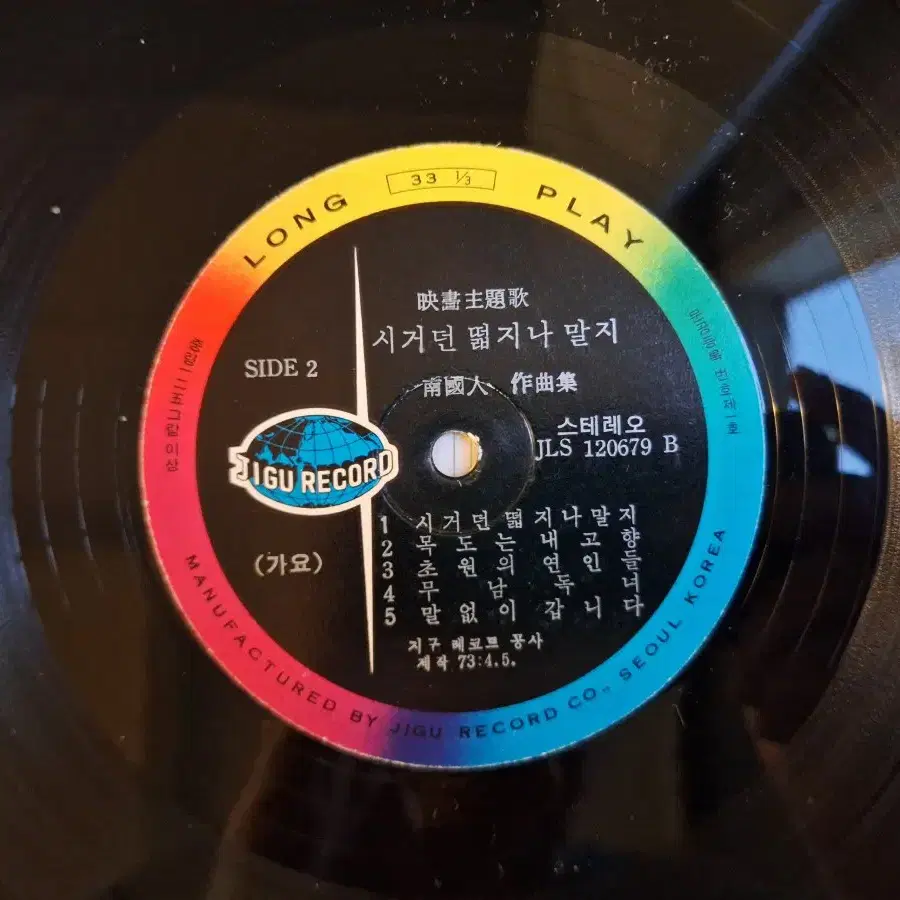 33 ⅓
LONG PLAY
映畵主題歌
시거던 떫지나 말지
SIDE 2
南國人 作曲集
스테레오
JLS 120679 B
JIGU RECORD
(가요)
1 시거던떫지나말지
2 목도는내고향
3 초원의연인들
4 무남독녀
5 말없이갑니다
지구 레코드 공사
제작 73:4.5.
MANUFACTURED BY JIGU RECORD CO., SEOUL KOREA